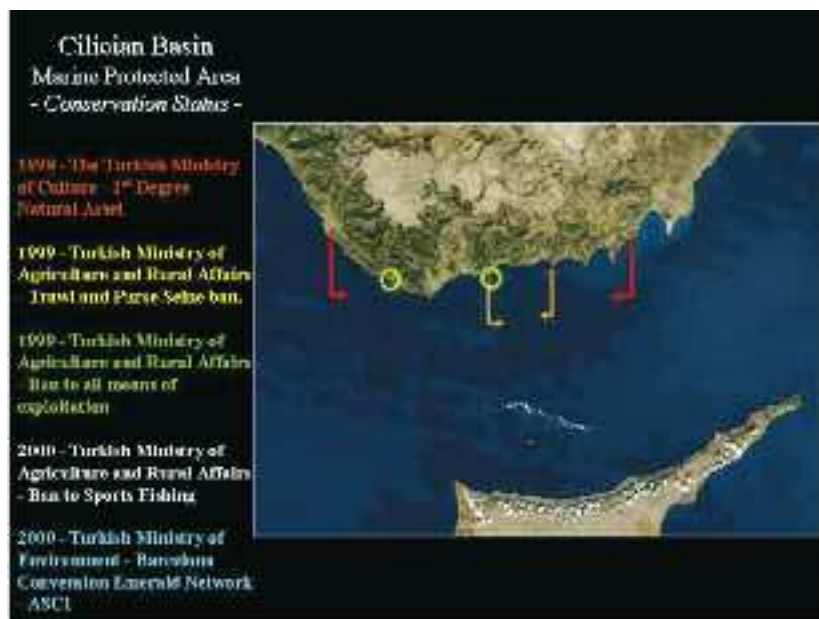 Cilician Basin
Marine Protected Area
- Conservation Status -
The Turkish Ministry
of Culture - 1st Degree
Natural Asset
1999 - Turkish Ministry of
Agriculture and Rural Affairs
Trawl and Purse Seine ban.
1999 - Turkish Ministry of
Agriculture and Rural Affairs
Ban to all means of
exploitation
2000 - Turkish Ministry of
Agriculture and Rural Affairs
- Ban to Sports Fishing
2000 - Turkish Ministry of
Environment - Barcelona
Convention Emerald Network
ASCI